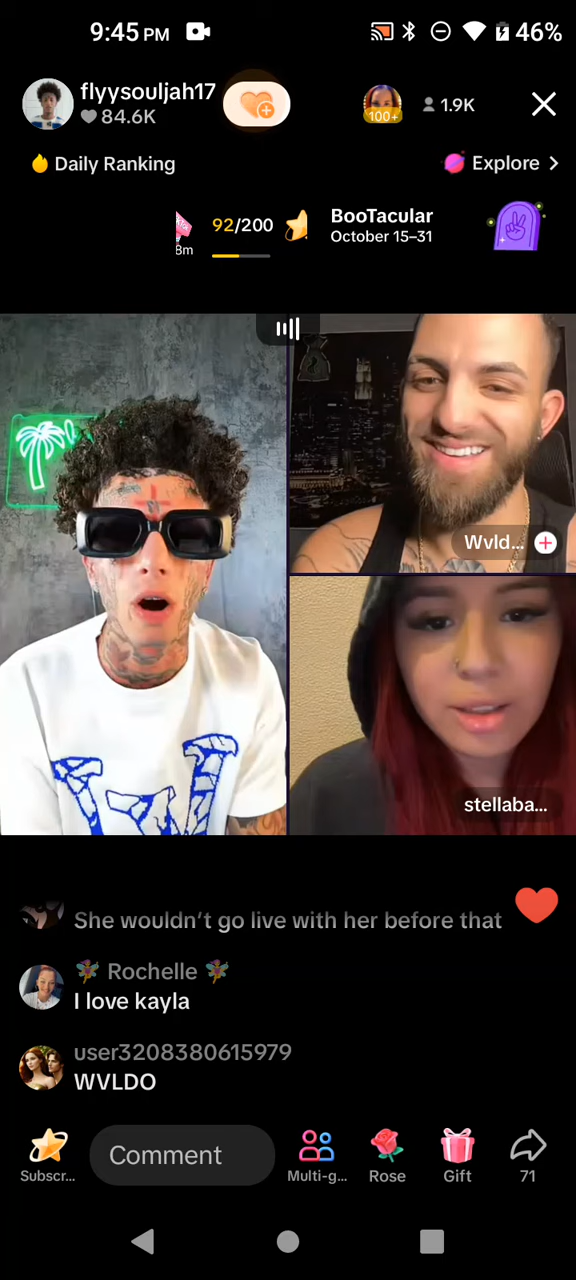 9:45 PM
46%
flyysouljah17
84.6K
100+
1.9K
Daily Ranking
Explore >
8m
92/200
BooTacular
October 15–31
Wvld...
stellaba...
She wouldn't go live with her before that
Rochelle
I love kayla
user3208380615979
WVLDO
Comment
Subscr...
Multi-g...
Rose
Gift
71